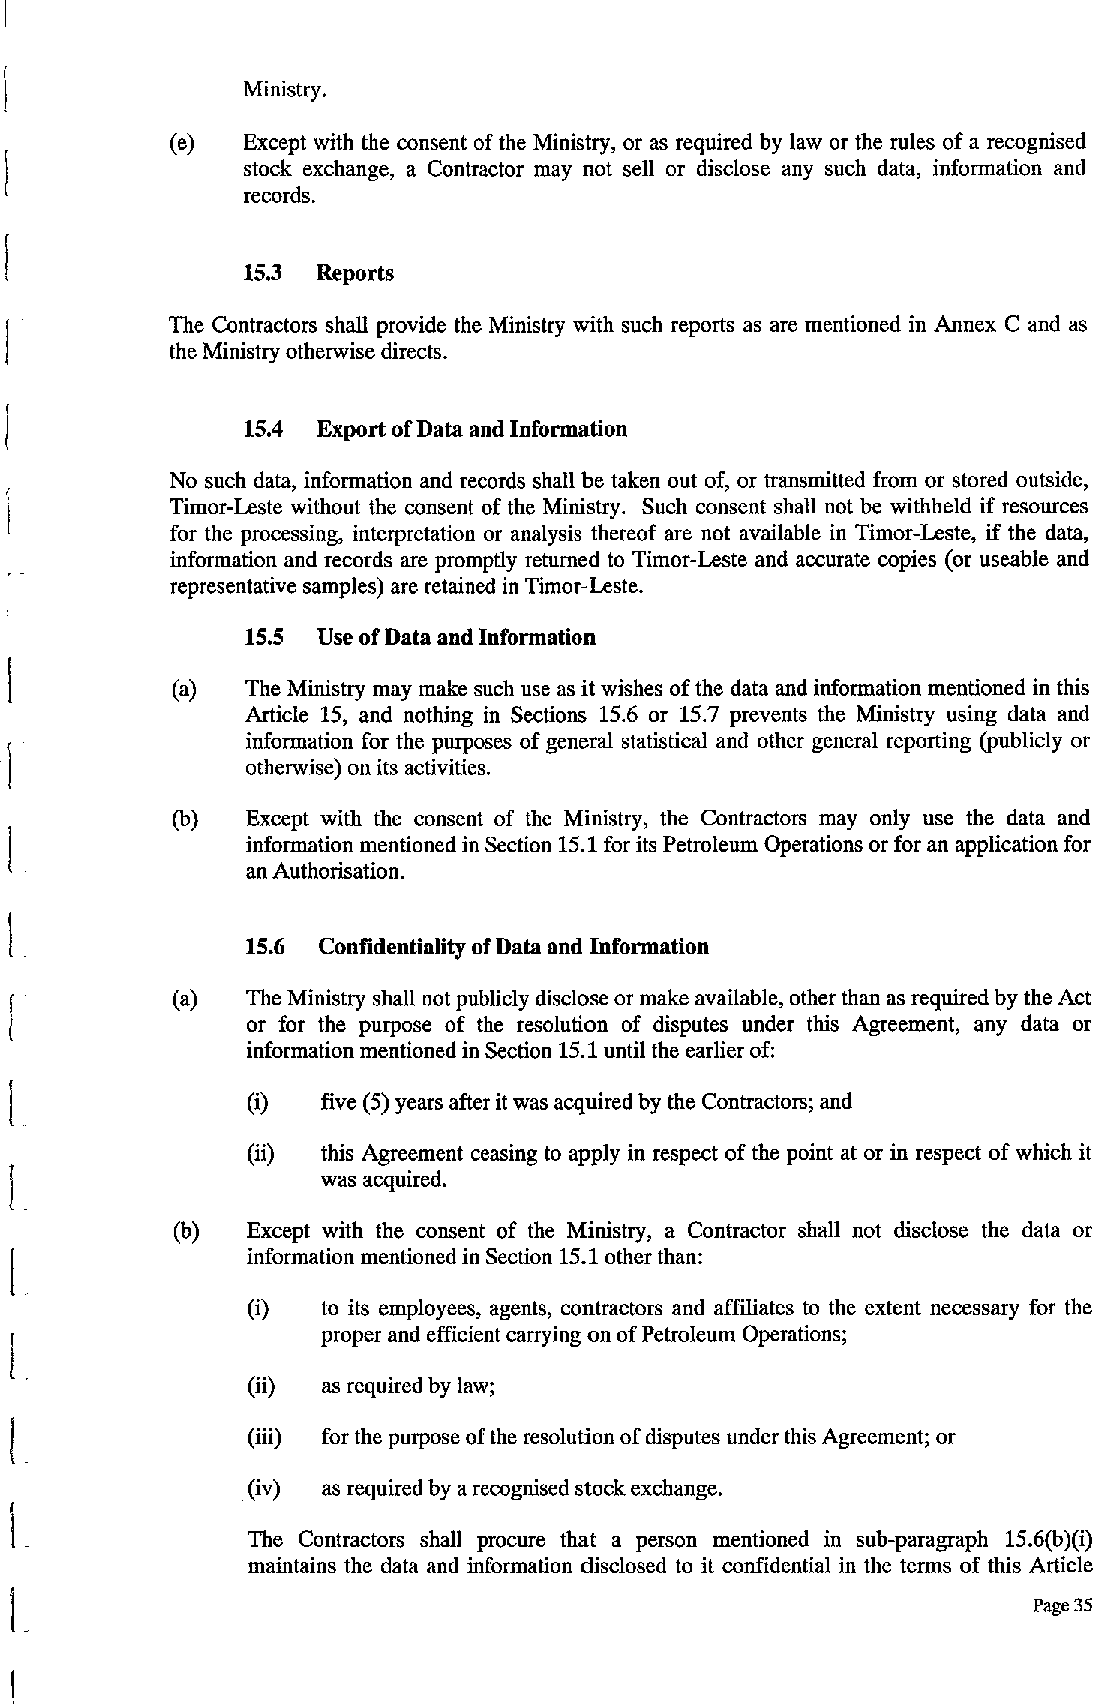 Ministry.
(e) Except with the consent of the Ministry, or as required by law or the rules of a recognised
stock exchange, a Contractor may not sell or disclose any such data, information and
records.
15.3 Reports
The Contractors shall provide the Ministry with such reports as are mentioned in Annex C and as
the Ministry otherwise directs.
15.4 Export of Data and Information
No such data, information and records shall be taken out of, or transmitted from or stored outside,
Timor-Leste without the consent of the Ministry. Such consent shall not be withheld if resources
for the processing, interpretation or analysis thereof are not available in Timor-Leste, if the data,
information and records are promptly returned to Timor-Leste and accurate copies (or useable and
representative samples) are retained in Timor-Leste.
15.5 Use of Data and Information
(a) The Ministry may make such use as it wishes of the data and information mentioned in this
Article 15, and nothing in Sections 15.6 or 15.7 prevents the Ministry using data and
information for the purposes of general statistical and other general reporting (publicly or
otherwise) on its activities.
(b) Except with the consent of the Ministry, the Contractors may only use the data and
information mentioned in Section 15.1 for its Petroleum Operations or for an application for
an Authorisation.
15.6 Confidentiality of Data and Information
(a) The Ministry shall not publicly disclose or make available, other than as required by the Act
or for the purpose of the resolution of disputes under this Agreement, any data or
information mentioned in Section 15.1 until the earlier of:
(i) five (5) years after it was acquired by the Contractors; and
(ii) this Agreement ceasing to apply in respect of the point at or in respect of which it
was acquired.
(b) Except with the consent of the Ministry, a Contractor shall not disclose the data or
information mentioned in Section 15.1 other than:
(i) to its employees, agents, contractors and affiliates to the extent necessary for the
proper and efficient carrying on of Petroleum Operations;
(ii) as required by law;
(iii) for the purpose of the resolution of disputes under this Agreement; or
(iv) as required by a recognised stock exchange.
The Contractors shall procure that a person mentioned in sub-paragraph 15.6(b)(i)
maintains the data and information disclosed to it confidential in the terms of this Article
Page 35